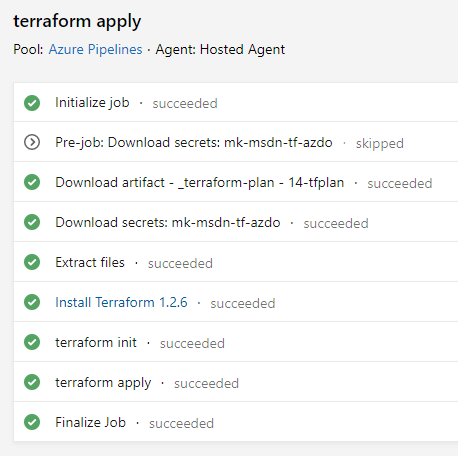 terraform apply
Pool: Azure Pipelines · Agent: Hosted Agent
Initialize job · succeeded
Pre-job: Download secrets: mk-msdn-tf-azdo · skipped
Download artifact - _terraform-plan - 14-tfplan · succeeded
Download secrets: mk-msdn-tf-azdo · succeeded
Extract files · succeeded
Install Terraform 1.2.6 · succeeded
terraform init · succeeded
terraform apply · succeeded
Finalize Job · succeeded